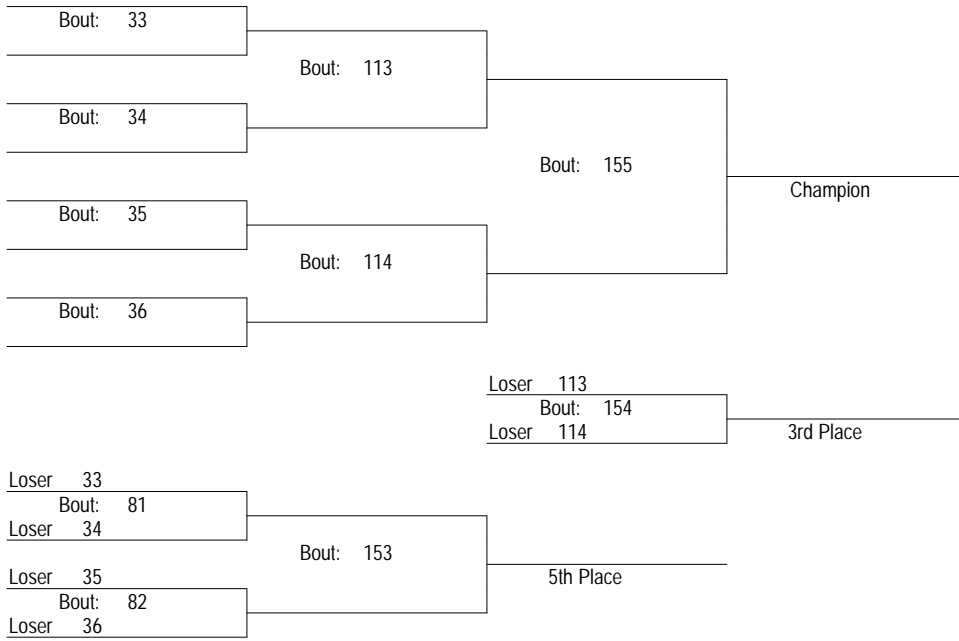 Bout: 33
Bout: 113
Bout: 34
Bout: 155
Champion
Bout: 35
Bout: 114
Bout: 36
Loser 113
Bout: 154
Loser 114
3rd Place
Loser 33
Bout: 81
Loser 34
Bout: 153
5th Place
Loser 35
Bout: 82
Loser 36